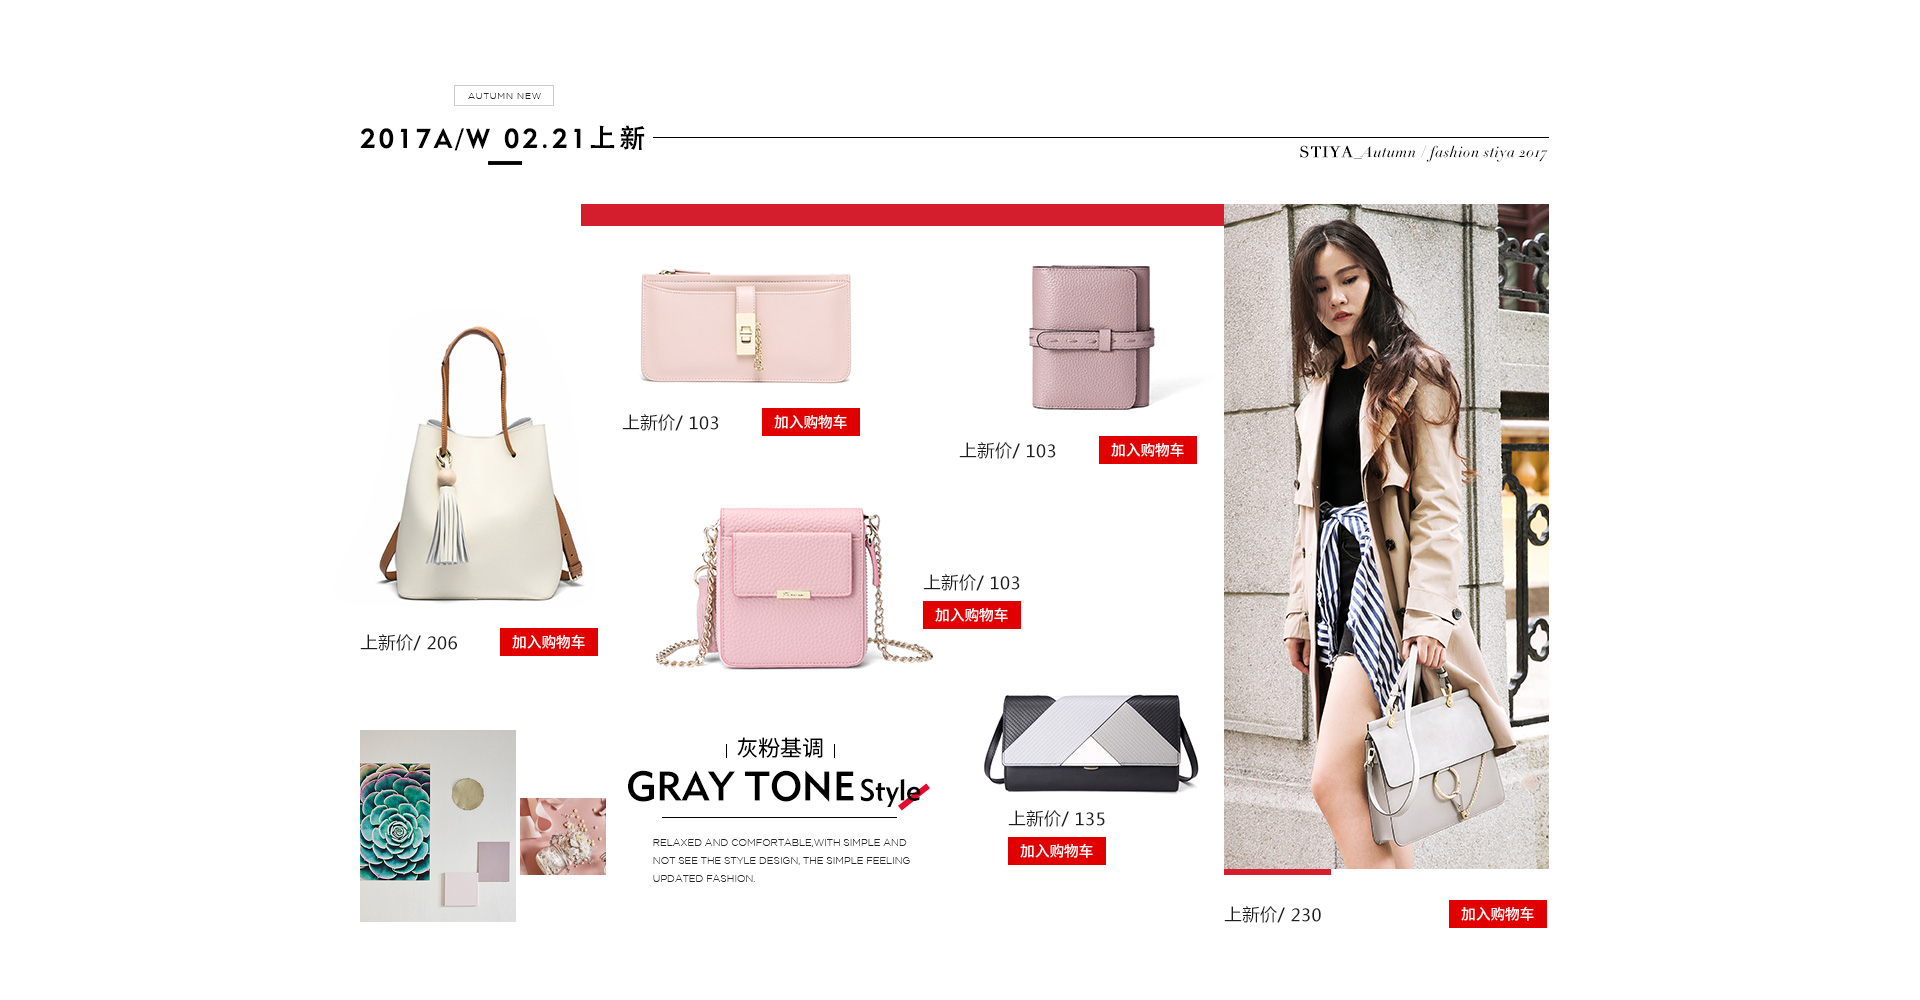 AUTUMN NEW
2017A/W 02.21上新
STIYA_Autumn / fashion stiya 2017
上新价/ 103
加入购物车
上新价/ 103
加入购物车
上新价/ 103
加入购物车
上新价/ 206
加入购物车
灰粉基调
GRAY TONE Style
RELAXED AND COMFORTABLE,WITH SIMPLE AND
NOT SEE THE STYLE DESIGN, THE SIMPLE FEELING
UPDATED FASHION.
上新价/ 135
加入购物车
上新价/ 230
加入购物车